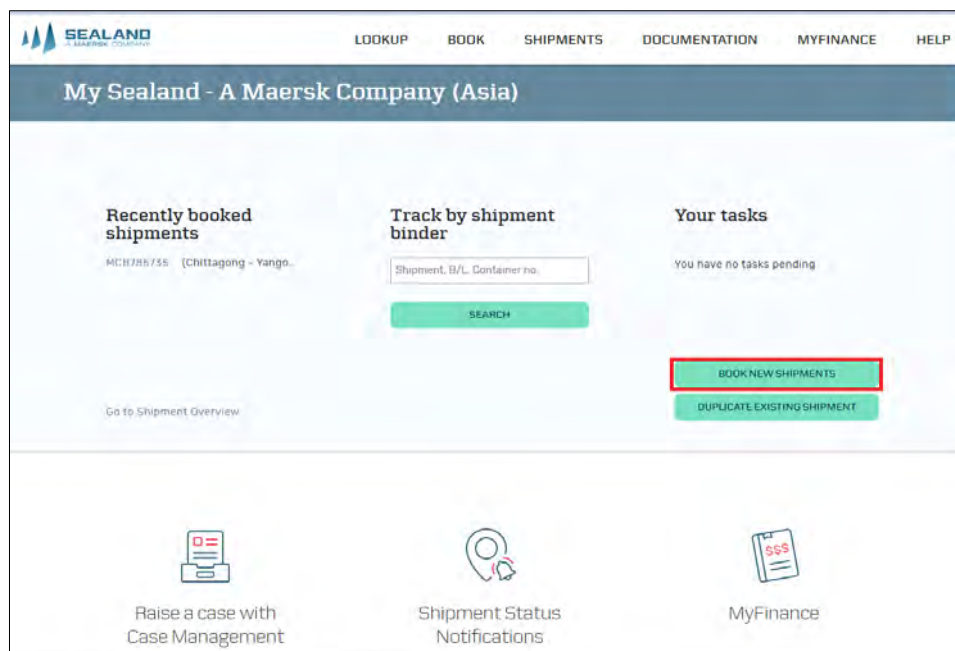 SEALAND
A MAERSK COMPANY
LOOKUP BOOK SHIPMENTS DOCUMENTATION MYFINANCE HELP
My Sealand - A Maersk Company (Asia)
Recently booked
shipments
(Chittagong - Yango..
Go to Shipment Overview
Track by shipment
binder
Shipment, B/L, Container no.
SEARCH
Your tasks
You have no tasks pending
BOOK NEW SHIPMENTS
DUPLICATE EXISTING SHIPMENT
Raise a case with
Case Management
Shipment Status
Notifications
$$$
MyFinance